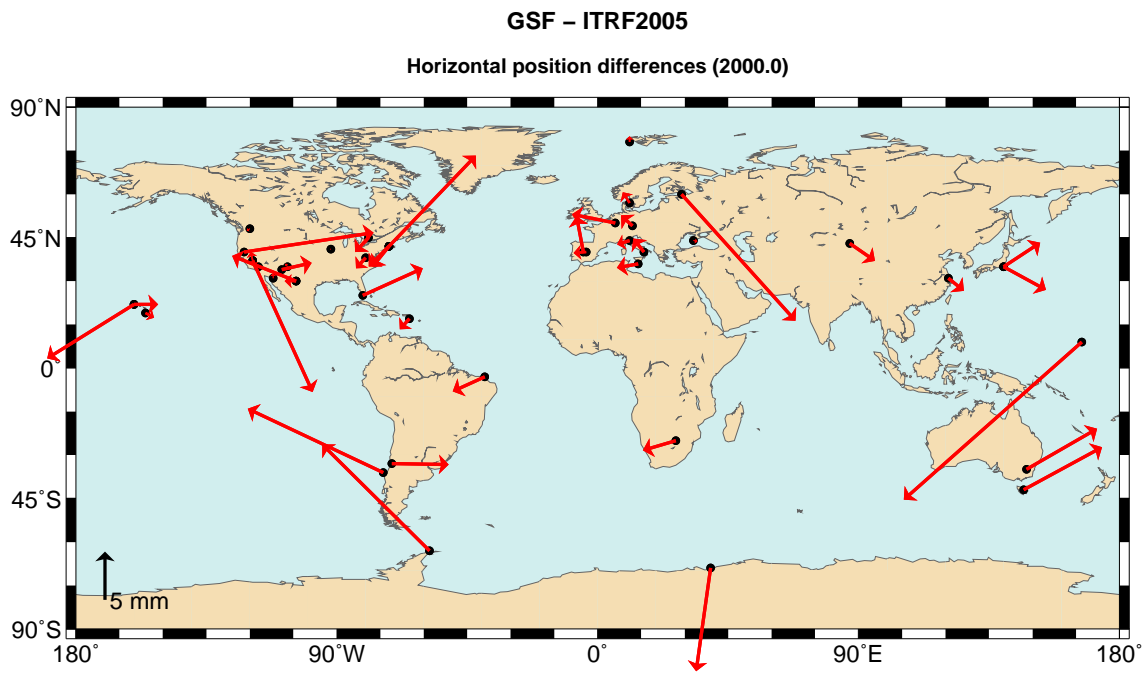 GSF – ITRF2005
Horizontal position differences (2000.0)
90˚N
45˚N
0˚
45˚S
5 mm
90˚S
180˚ 90˚W 0˚ 90˚E 180˚